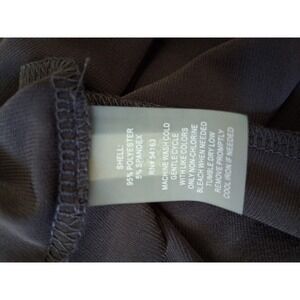 SHELL:
95% POLYESTER
5% SPANDEX
RN# 54163
MACHINE WASH COLD
GENTLE CYCLE
WITH LIKE COLORS
ONLY NON-CHLORINE
BLEACH WHEN NEEDED
TUMBLE DRY LOW
REMOVE PROMPTLY
COOL IRON IF NEEDED